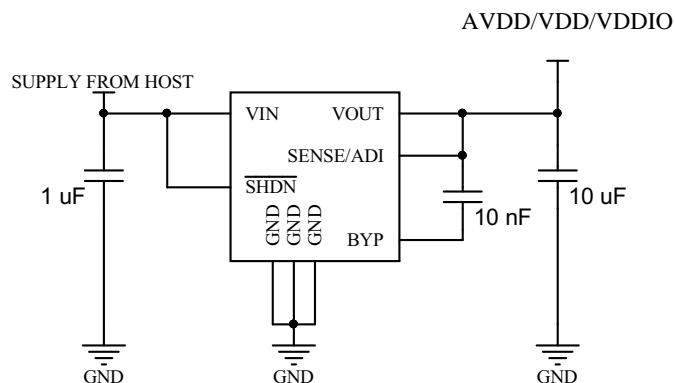 AVDD/VDD/VDDIO
SUPPLY FROM HOST
VIN
VOUT
SENSE/ADI
SHDN
1 uF
10 nF
10 uF
GND
GND
GND
BYP
GND
GND
GND